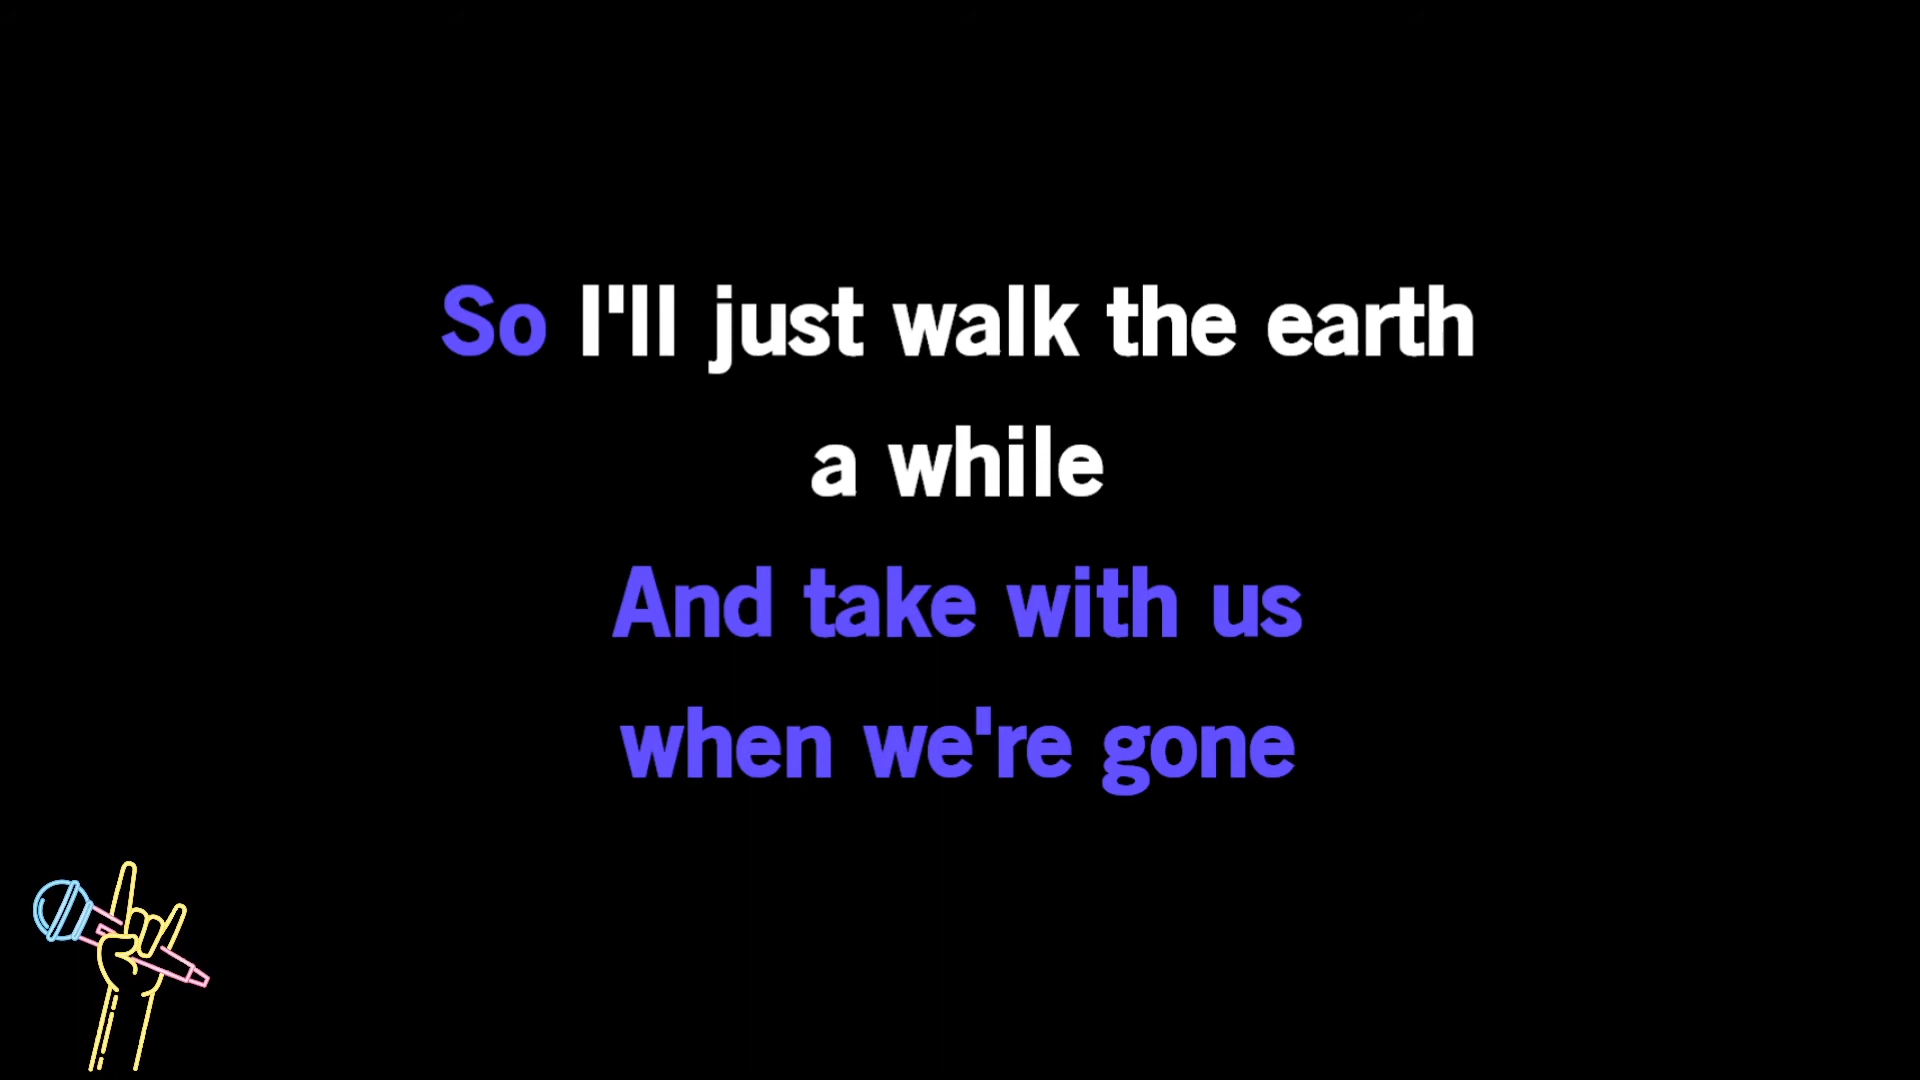 So I'll just walk the earth
a while
And take with us
when we're gone